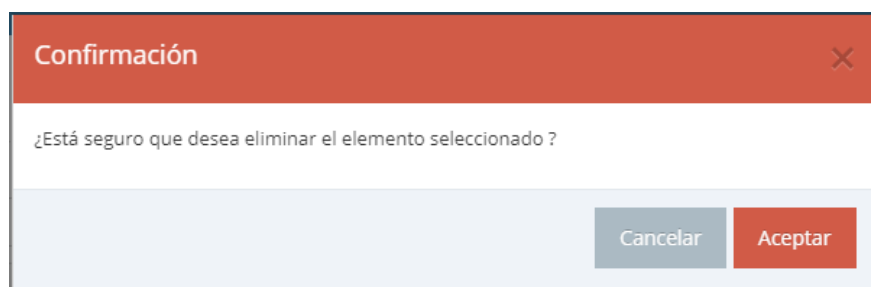 Confirmación
¿Está seguro que desea eliminar el elemento seleccionado ?
Cancelar
Aceptar